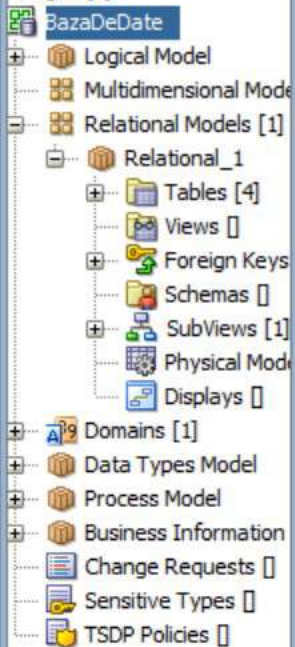 BazaDeDate
Logical Model
Multidimensional Mode
Relational Models [1]
Relational_1
Tables [4]
Views []
Foreign Keys
Schemas []
SubViews [1]
Physical Mode
Displays []
Domains [1]
Data Types Model
Process Model
Business Information
Change Requests []
Sensitive Types []
TSDP Policies []